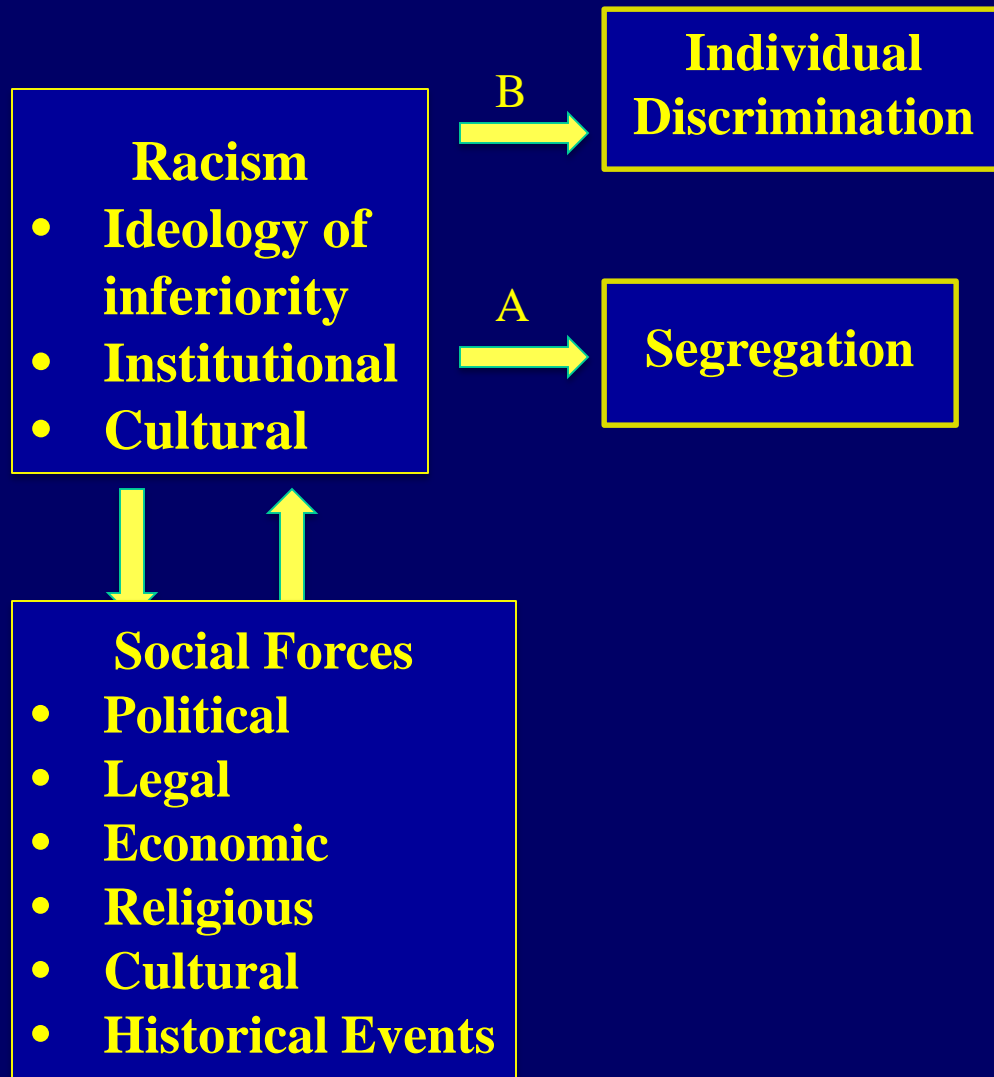 Racism
• Ideology of
inferiority
• Institutional
• Cultural
B
Individual
Discrimination
A
Segregation
Social Forces
• Political
• Legal
• Economic
• Religious
• Cultural
• Historical Events